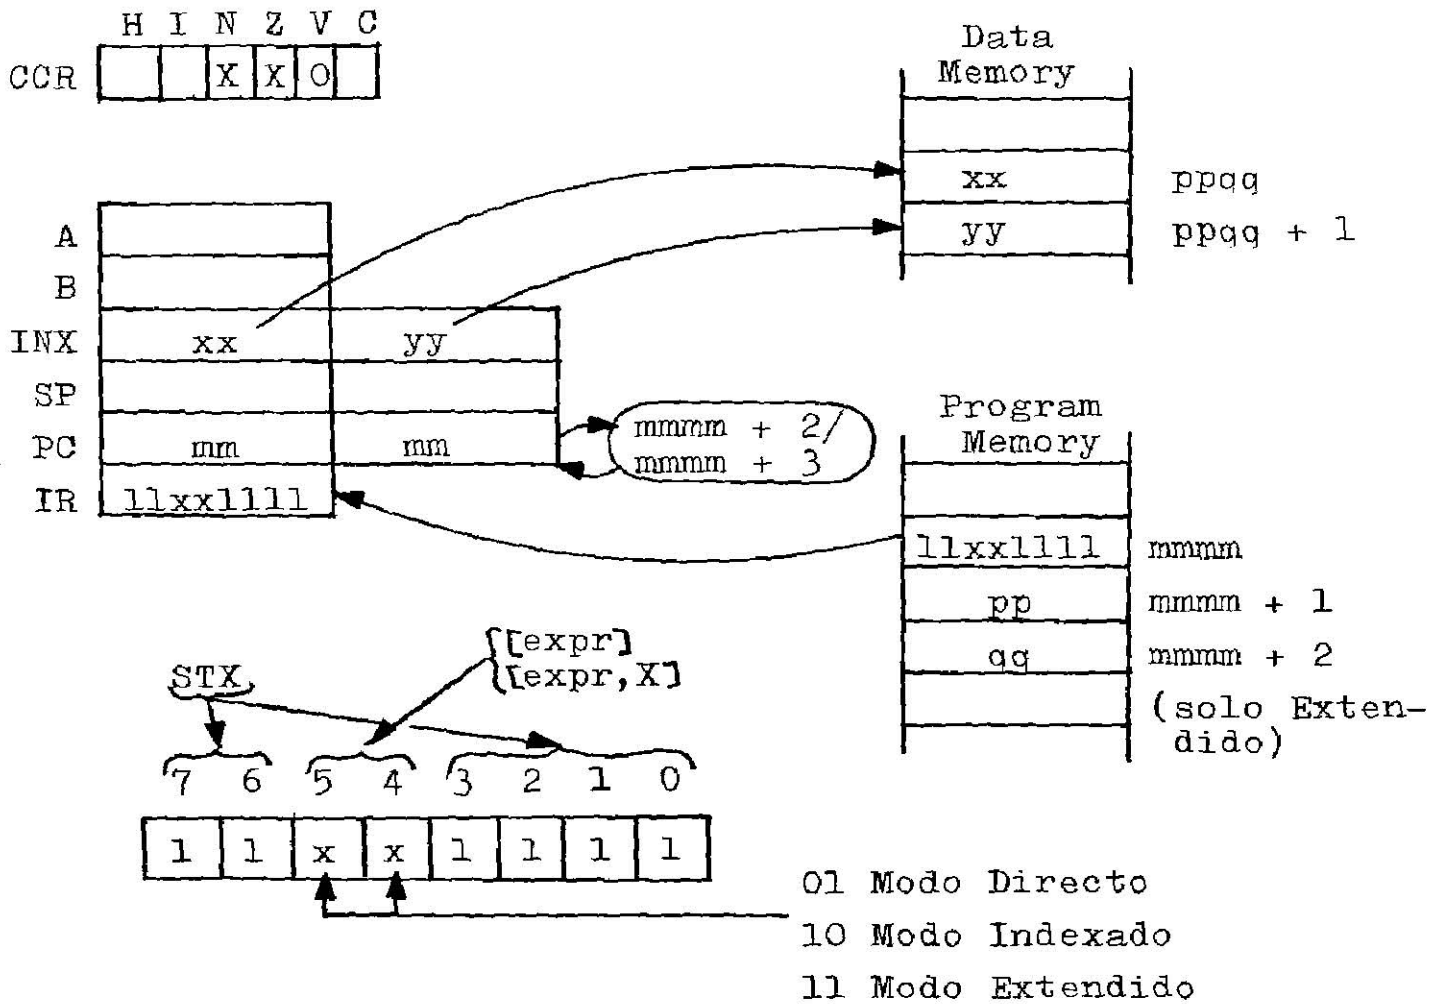 H I N Z V C
CCR X X 0
Data
Memory
xx ppqq
yy ppqq + 1
A
B
INX xx yy
SP
PC mm mm
mmmm + 2/
mmmm + 3
IR 11xx1111
Program
Memory
11xx1111 mmmm
pp mmmm + 1
qq mmmm + 2
(solo Exten-
dido)
STX
[expr]
[expr,X]
7 6 5 4 3 2 1 0
1 1 x x 1 1 1 1
01 Modo Directo
10 Modo Indexado
11 Modo Extendido